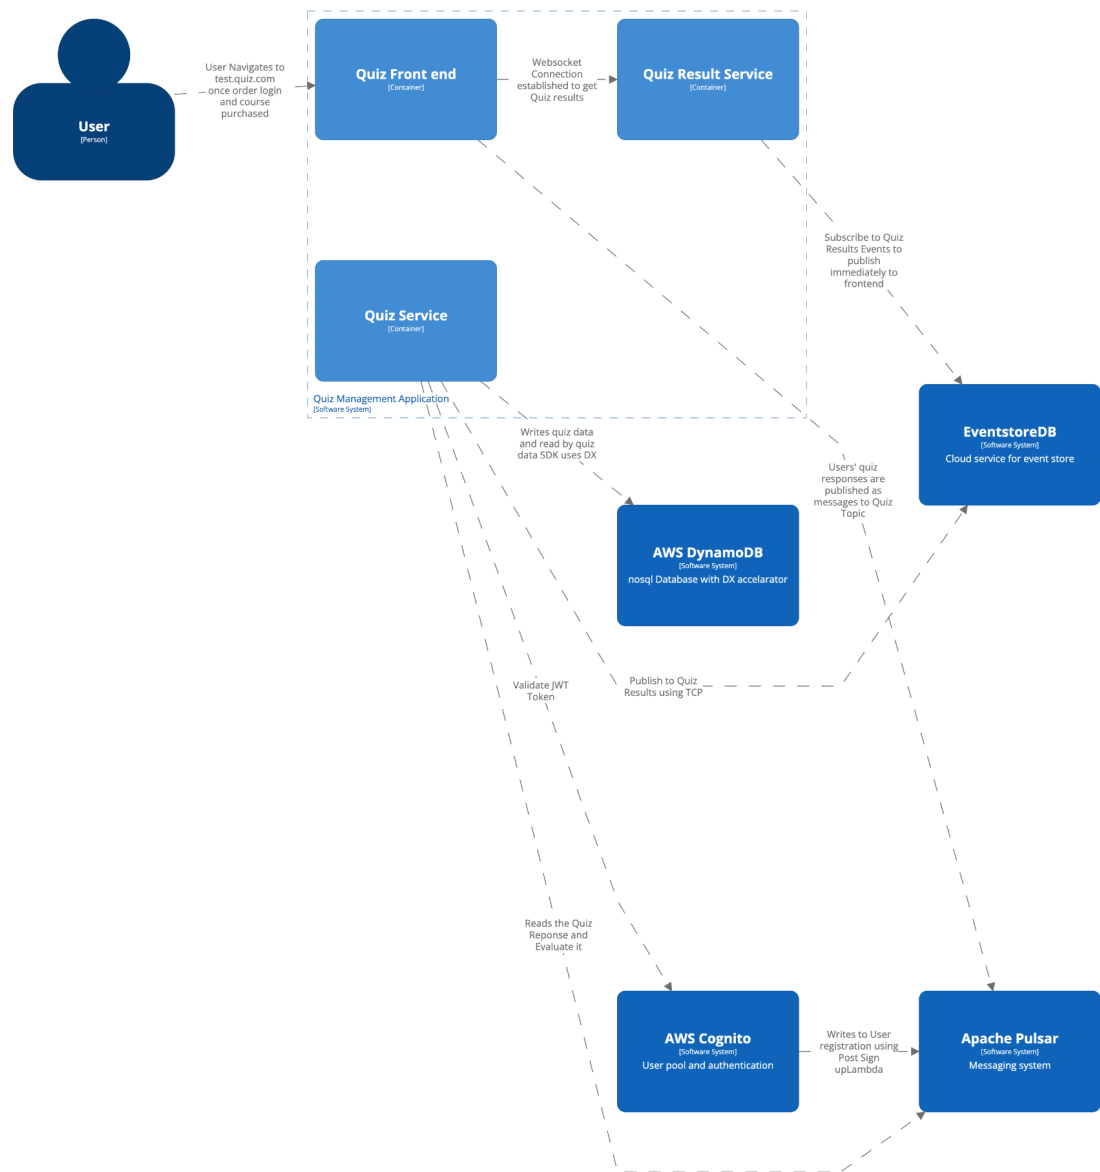 User Navigates to
test.quiz.com
once order login
and course
purchased
User
[Person]
Quiz Front end
[Container]
Websocket
Connection
established to get
Quiz results
Quiz Result Service
[Container]
Subscribe to Quiz
Results Events to
publish
immediately to
frontend
Quiz Service
[Container]
Quiz Management Application
[Software System]
Writes quiz data
and read by quiz
data SDK uses DX
EventstoreDB
[Software System]
Cloud service for event store
Users' quiz
responses are
published as
messages to Quiz
Topic
AWS DynamoDB
[Software System]
nosql Database with DX accelarator
Validate JWT
Token
Publish to Quiz
Results using TCP
Reads the Quiz
Reponse and
Evaluate it
AWS Cognito
[Software System]
User pool and authentication
Writes to User
registration using
Post Sign
upLambda
Apache Pulsar
[Software System]
Messaging system